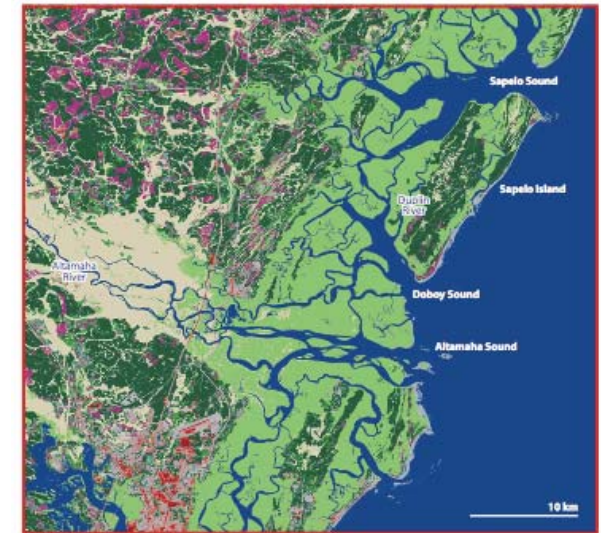 Sapelo Sound
Sapelo Island
Duplin
River
Altamaha
River
Doboy Sound
Altamaha Sound
10 km